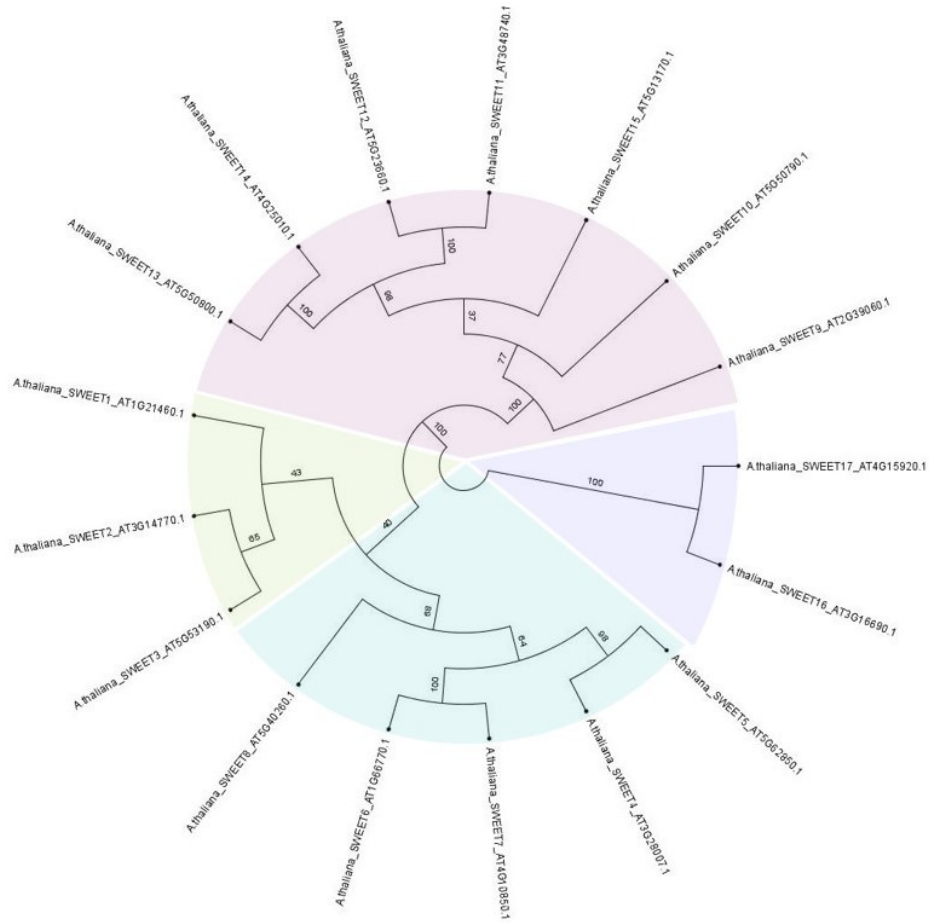 A.thaliana_SWEET12_AT5G23660.1
A.thaliana_SWEET11_AT3G48740.1
A.thaliana_SWEET15_AT5G13170.1
A.thaliana_SWEET10_AT5G50790.1
A.thaliana_SWEET9_AT2G39060.1
A.thaliana_SWEET17_AT4G15920.1
A.thaliana_SWEET16_AT3G16690.1
A.thaliana_SWEET5_AT5G62850.1
A.thaliana_SWEET4_AT3G28007.1
A.thaliana_SWEET7_AT4G10850.1
A.thaliana_SWEET6_AT1G66770.1
A.thaliana_SWEET8_AT5G40260.1
A.thaliana_SWEET3_AT5G53190.1
A.thaliana_SWEET2_AT3G14770.1
A.thaliana_SWEET1_AT1G21460.1
A.thaliana_SWEET13_AT5G50800.1
A.thaliana_SWEET14_AT4G25010.1
100
100
98
37
77
100
100
100
43
65
40
89
64
98
100